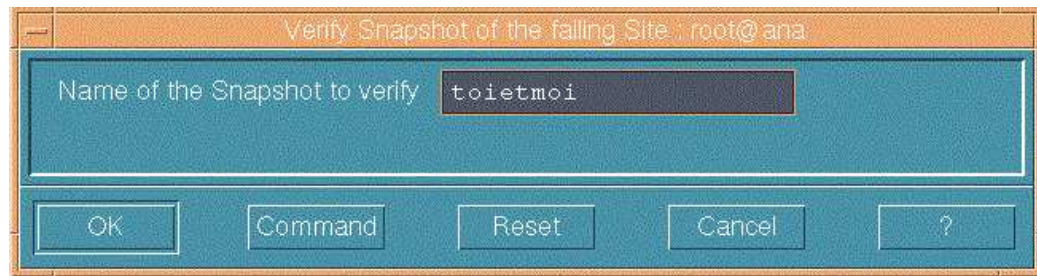 Verify Snapshot of the failing Site : root@ana
Name of the Snapshot to verify toietmoi
OK Command Reset Cancel ?